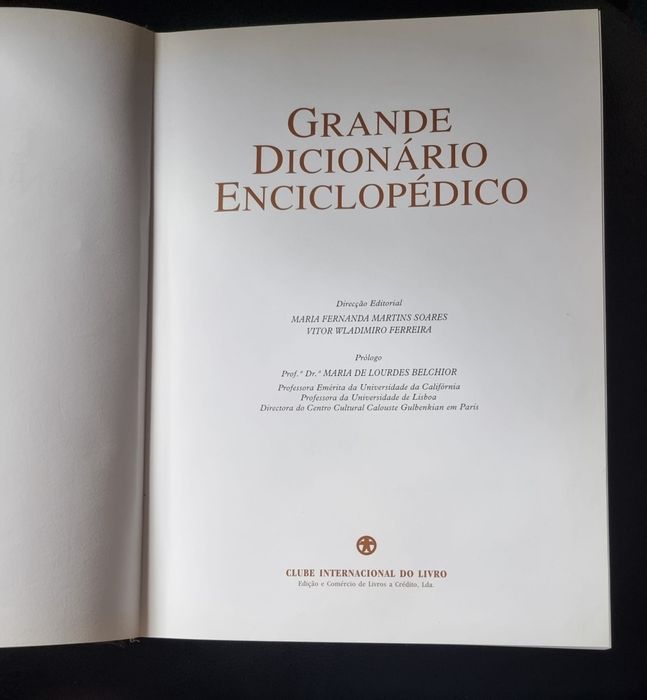 GRANDE
DICIONÁRIO
ENCICLOPÉDICO
Direcção Editorial
MARIA FERNANDA MARTINS SOARES
VITOR WLADIMIRO FERREIRA
Prólogo
Prof.ª Dr.ª MARIA DE LOURDES BELCHIOR
Professora Emérita da Universidade da Califórnia
Professora da Universidade de Lisboa
Directora do Centro Cultural Calouste Gulbenkian em Paris
CLUBE INTERNACIONAL DO LIVRO
Edição e Comércio de Livros a Crédito, Lda.